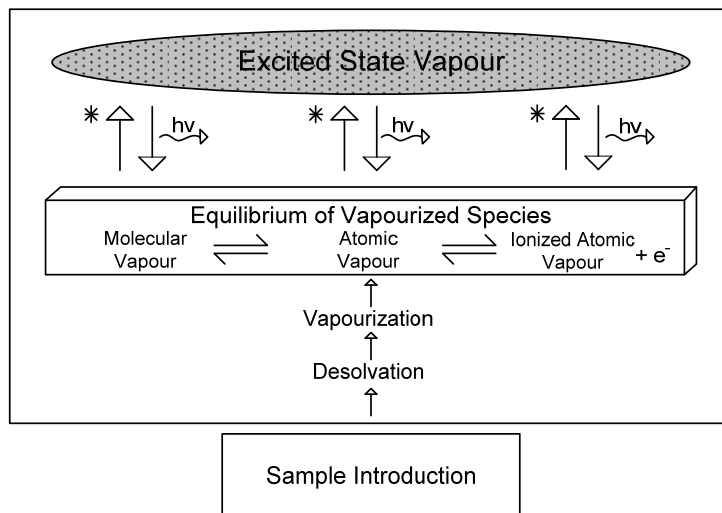 Excited State Vapour
* hv * hv * hv
Equilibrium of Vapourized Species
Molecular Vapour
Atomic Vapour
Ionized Atomic Vapour
+ e⁻
Vapourization
Desolvation
Sample Introduction